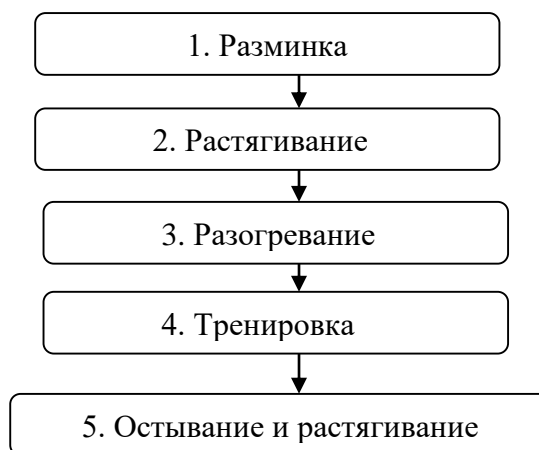 1. Разминка
2. Растягивание
3. Разогревание
4. Тренировка
5. Остывание и растягивание